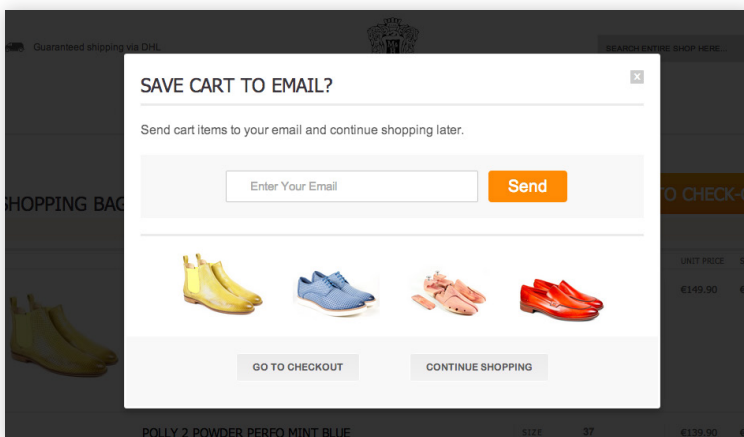 Guaranteed shipping via DHL
SEARCH ENTIRE SHOP HERE...
SAVE CART TO EMAIL?
x
Send cart items to your email and continue shopping later.
Enter Your Email
Send
SHOPPING BAG
TO CHECK-
UNIT PRICE
€149.90
GO TO CHECKOUT
CONTINUE SHOPPING
POLLY 2 POWDER PERFO MINT BLUE
SIZE
37
€139.90